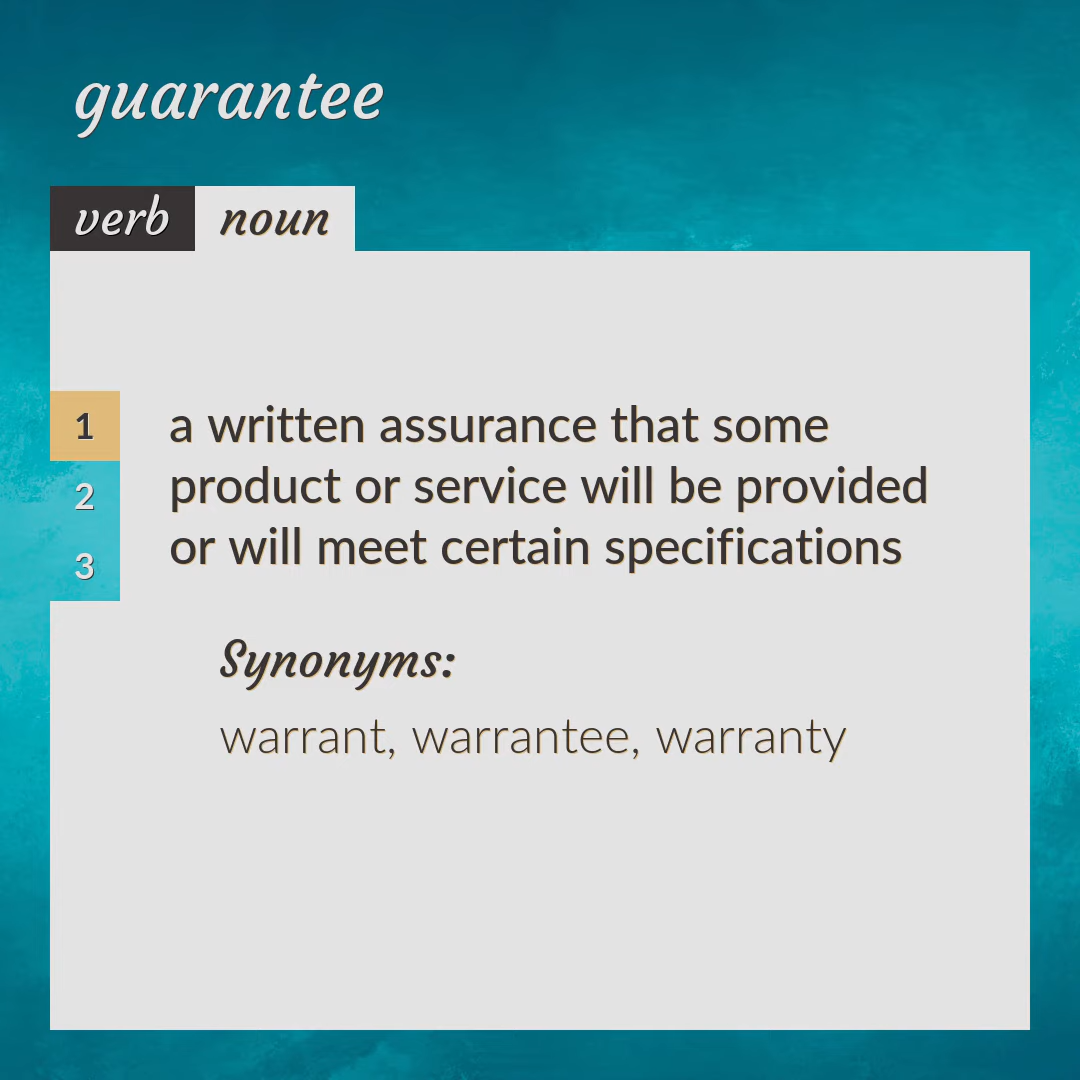 guarantee
verb noun
1 a written assurance that some
product or service will be provided
2
or will meet certain specifications
3
Synonyms:
warrant, warrantee, warranty